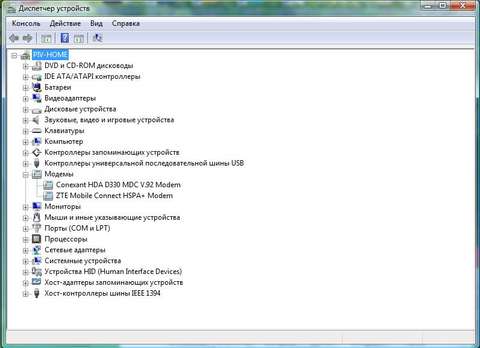 Диспетчер устройств
Консоль Действие Вид Справка
PIV-HOME
DVD и CD-ROM дисководы
IDE ATA/ATAPI контроллеры
Батареи
Видеоадаптеры
Дисковые устройства
Звуковые, видео и игровые устройства
Клавиатуры
Компьютер
Контроллеры запоминающих устройств
Контроллеры универсальной последовательной шины USB
Модемы
Conexant HDA D330 MDC V.92 Modem
ZTE Mobile Connect HSPA+ Modem
Мониторы
Мыши и иные указывающие устройства
Порты (COM и LPT)
Процессоры
Сетевые адаптеры
Системные устройства
Устройства HID (Human Interface Devices)
Хост-адаптеры запоминающих устройств
Хост-контроллеры шины IEEE 1394